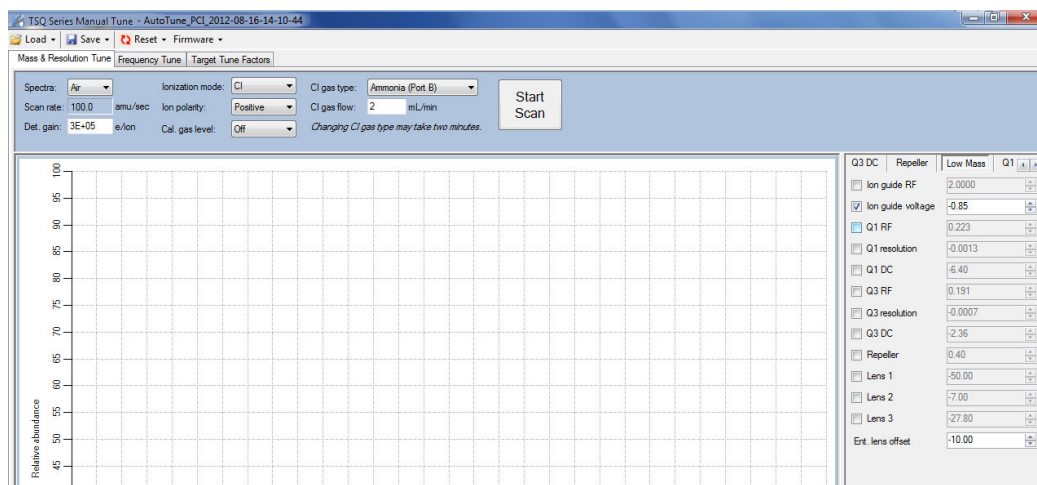 TSQ Series Manual Tune - AutoTune_PCI_2012-08-16-14-10-44
Load Save Reset Firmware
Mass & Resolution Tune Frequency Tune Target Tune Factors
Spectra: Air Ionization mode: CI CI gas type: Ammonia (Port B)
Scan rate: 100.0 amu/sec Ion polarity: Positive CI gas flow: 2 mL/min
Det. gain: 3E+05 e/ion Cal. gas level: Off Changing CI gas type may take two minutes.
Start
Scan
100
95
90
85
80
75
70
65
60
55
50
45
Relative abundance
Q3 DC Repeller Low Mass Q1
Ion guide RF 2.0000
Ion guide voltage -0.85
Q1 RF 0.223
Q1 resolution -0.0013
Q1 DC -6.40
Q3 RF 0.191
Q3 resolution -0.0007
Q3 DC -2.36
Repeller 0.40
Lens 1 -50.00
Lens 2 -7.00
Lens 3 -27.80
Ent. lens offset -10.00